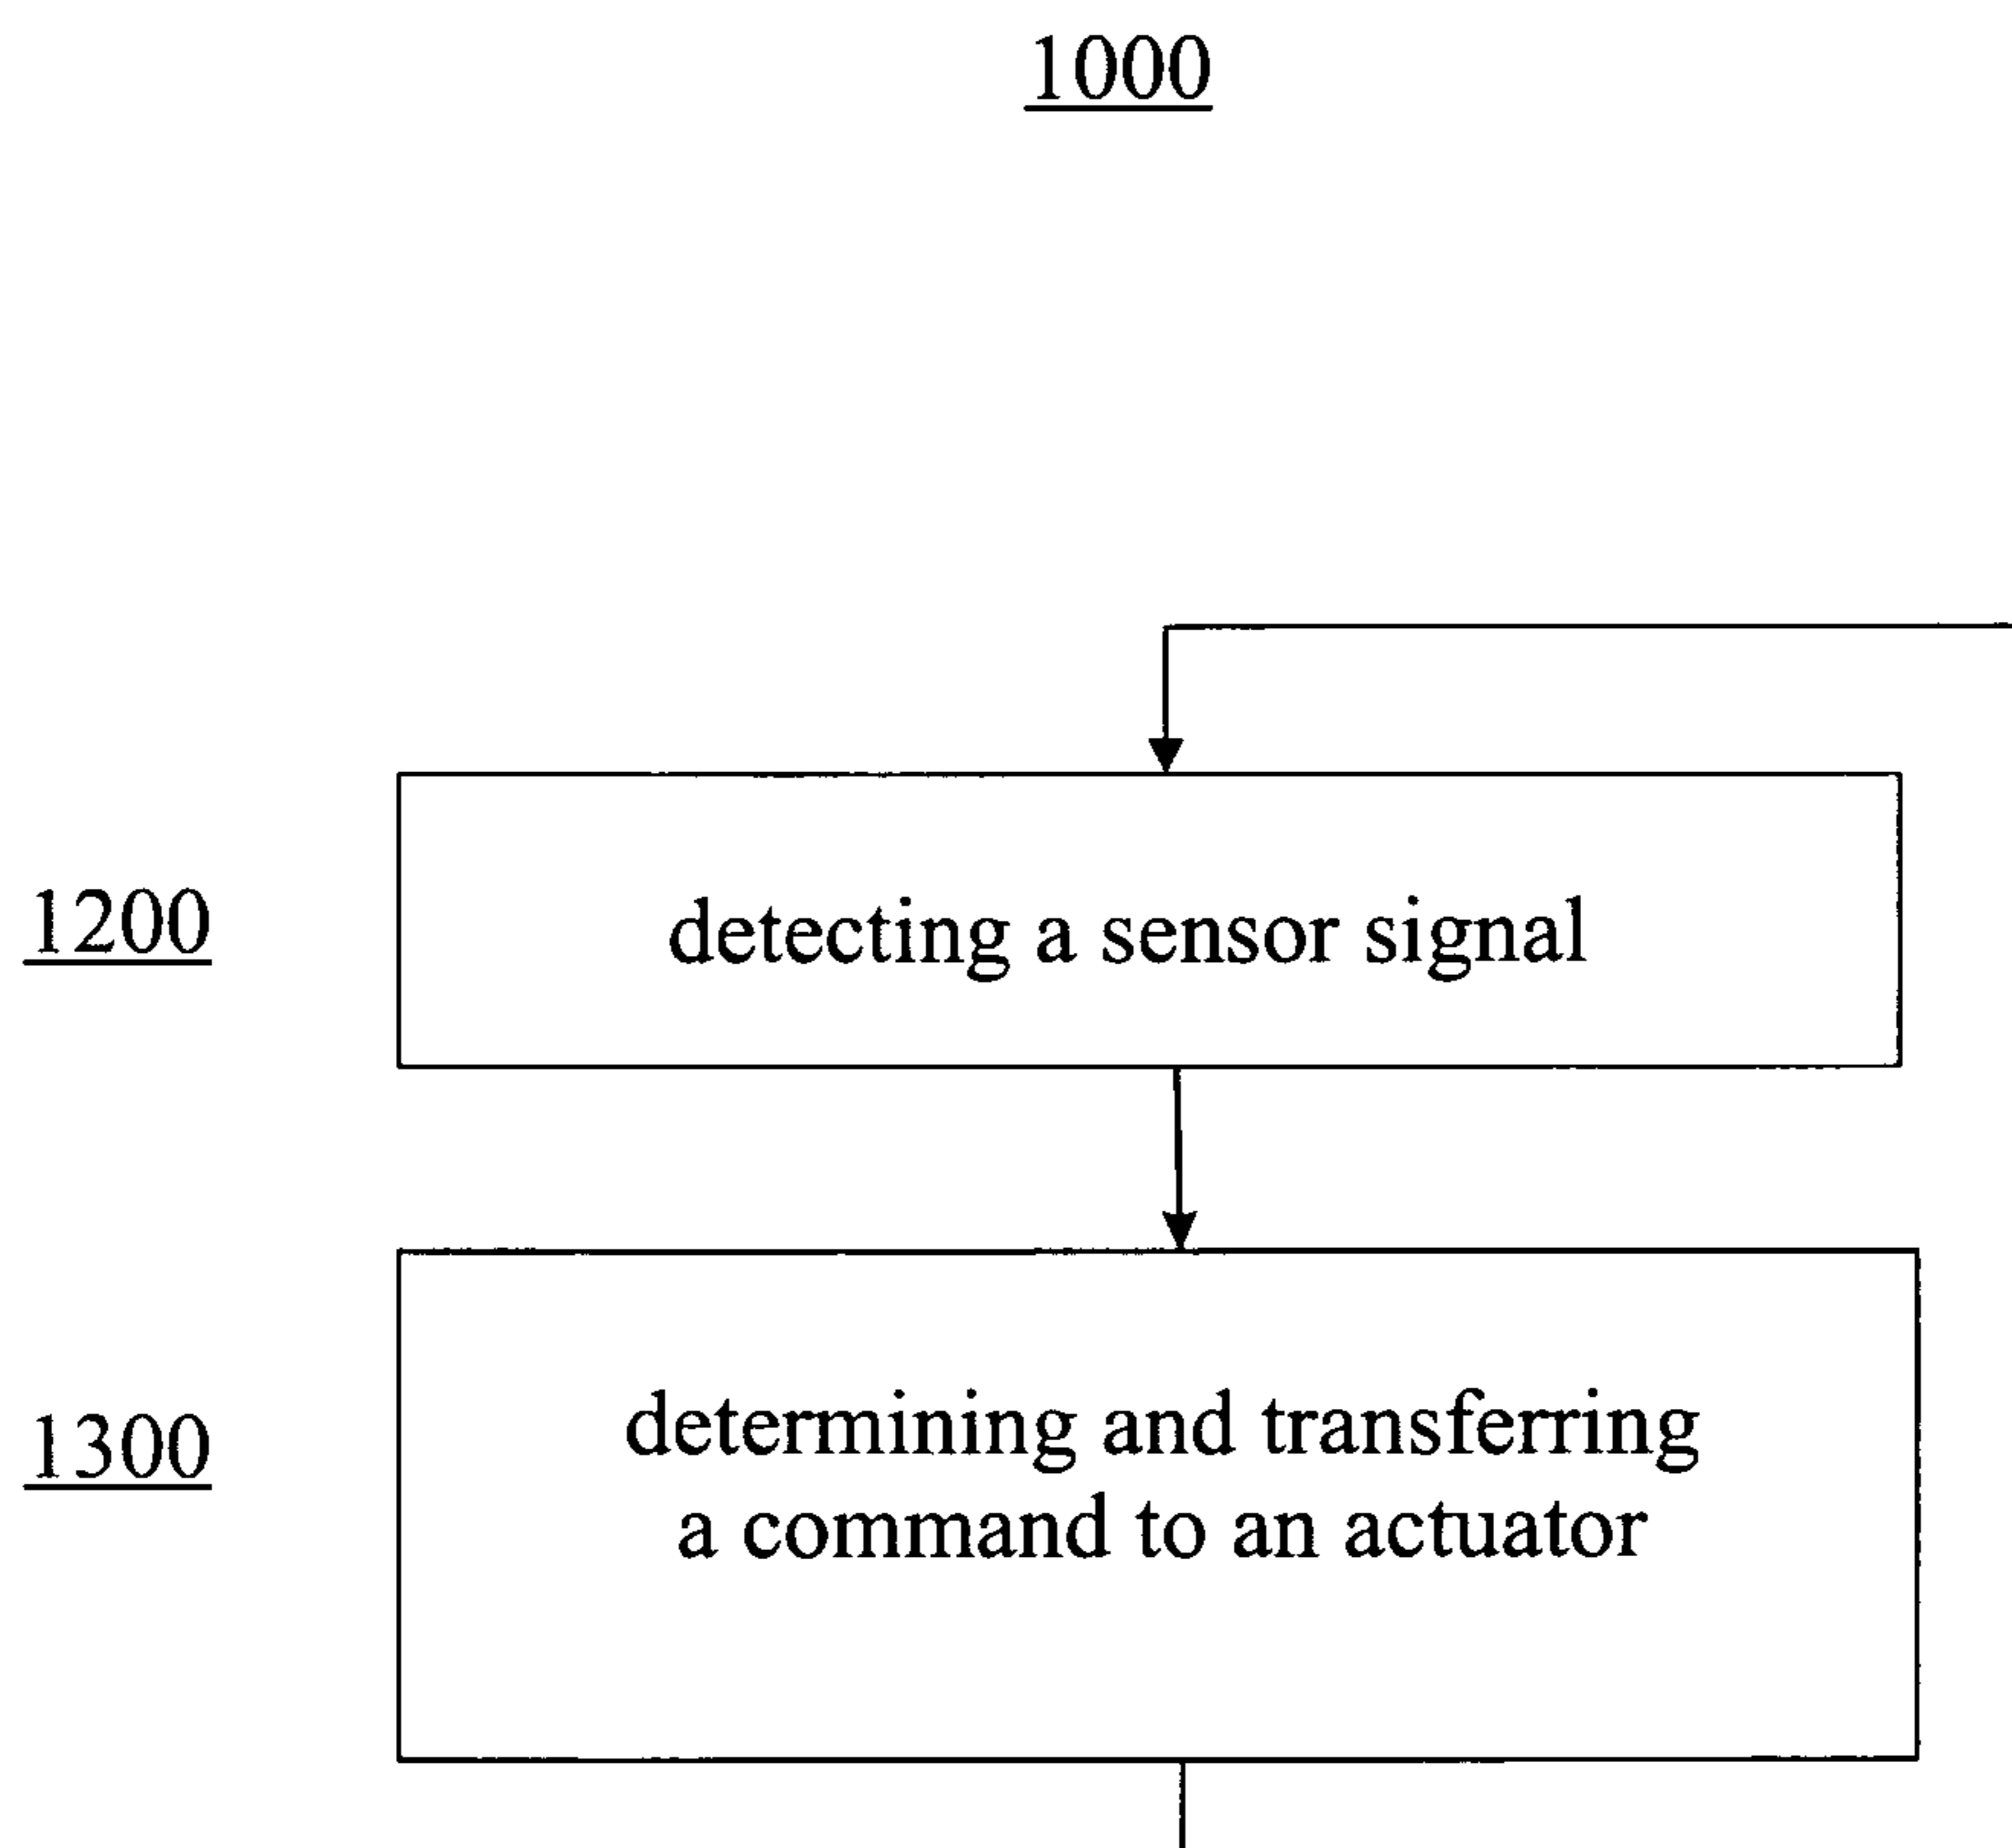 1000
1200
detecting a sensor signal
1300
determining and transferring
a command to an actuator